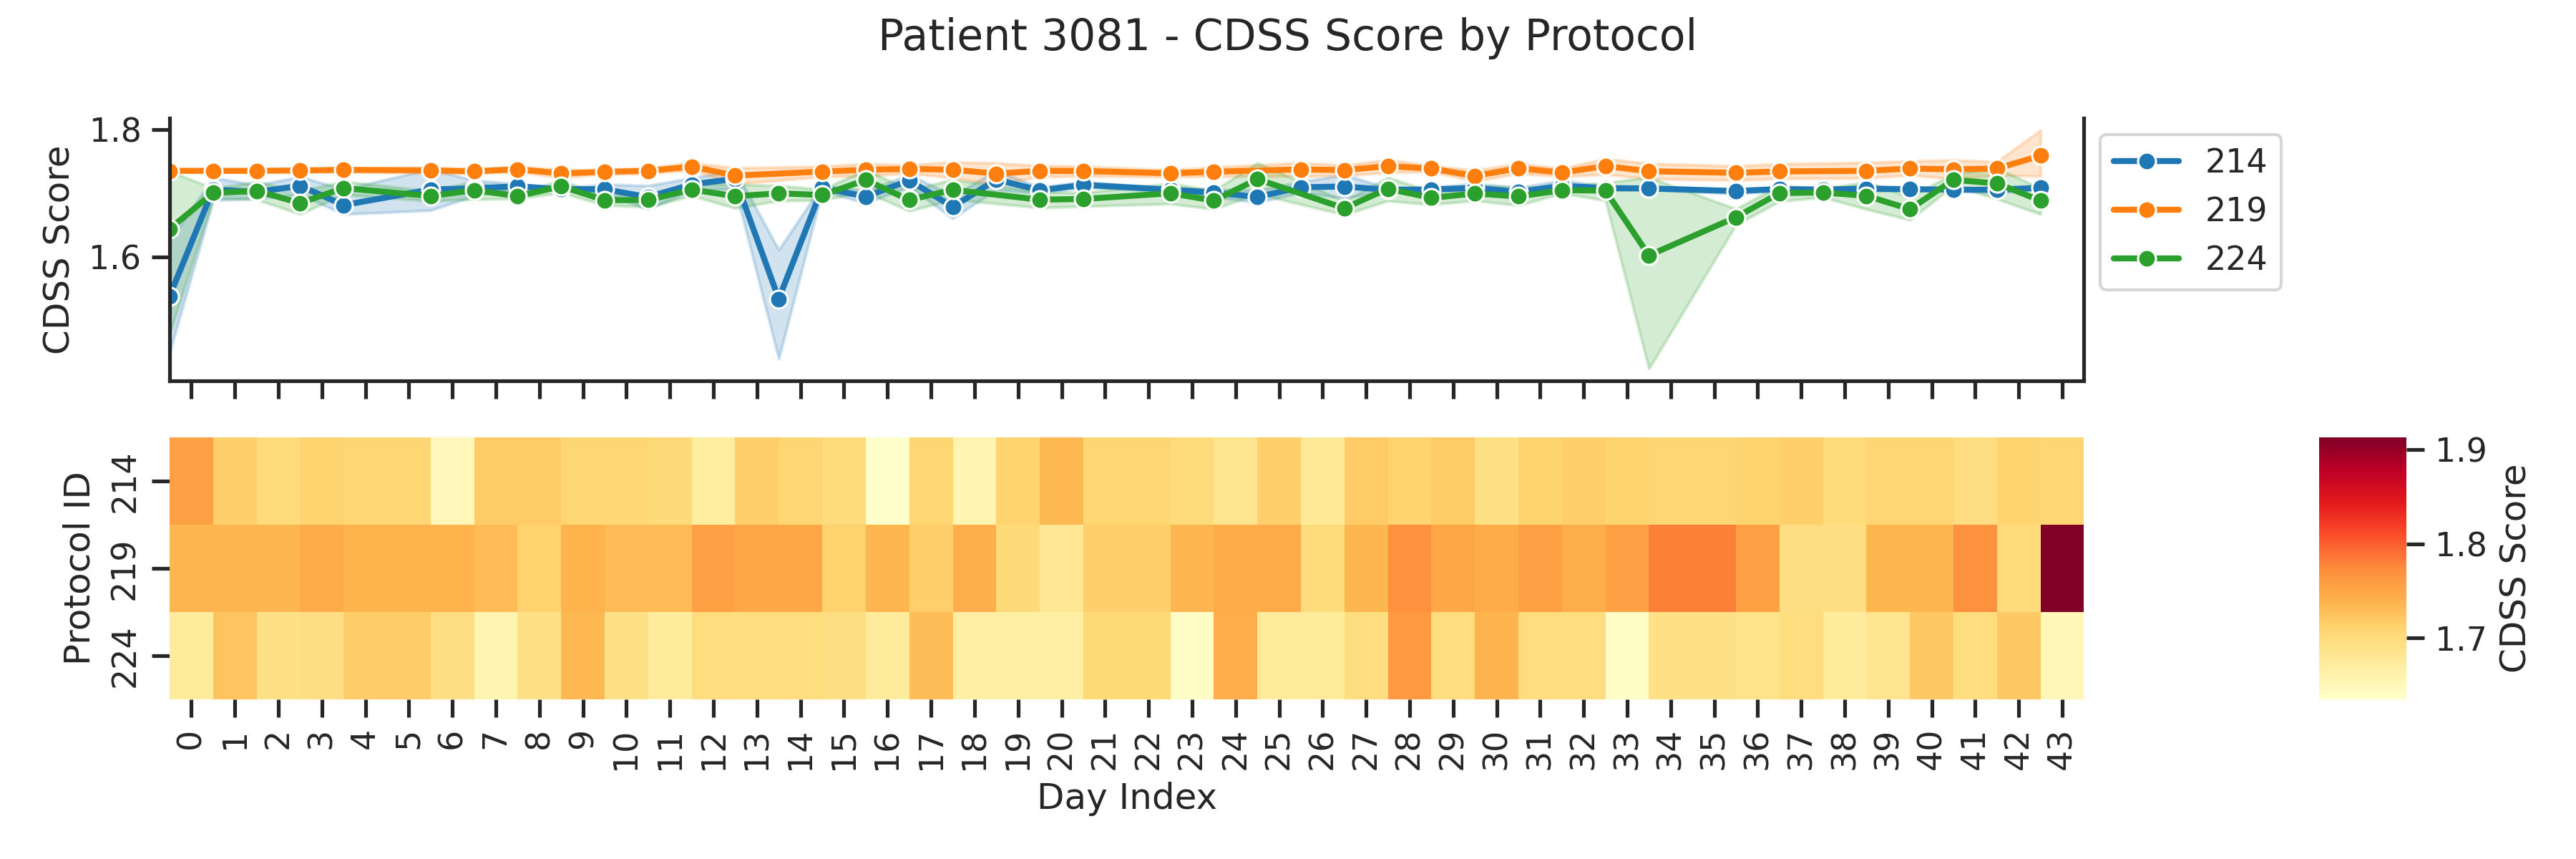 Patient 3081 - CDSS Score by Protocol
CDSS Score
1.8
1.6
214
219
224
Protocol ID
214
219
224
0 1 2 3 4 5 6 7 8 9 10 11 12 13 14 15 16 17 18 19 20 21 22 23 24 25 26 27 28 29 30 31 32 33 34 35 36 37 38 39 40 41 42 43
Day Index
1.9
1.8
1.7
CDSS Score